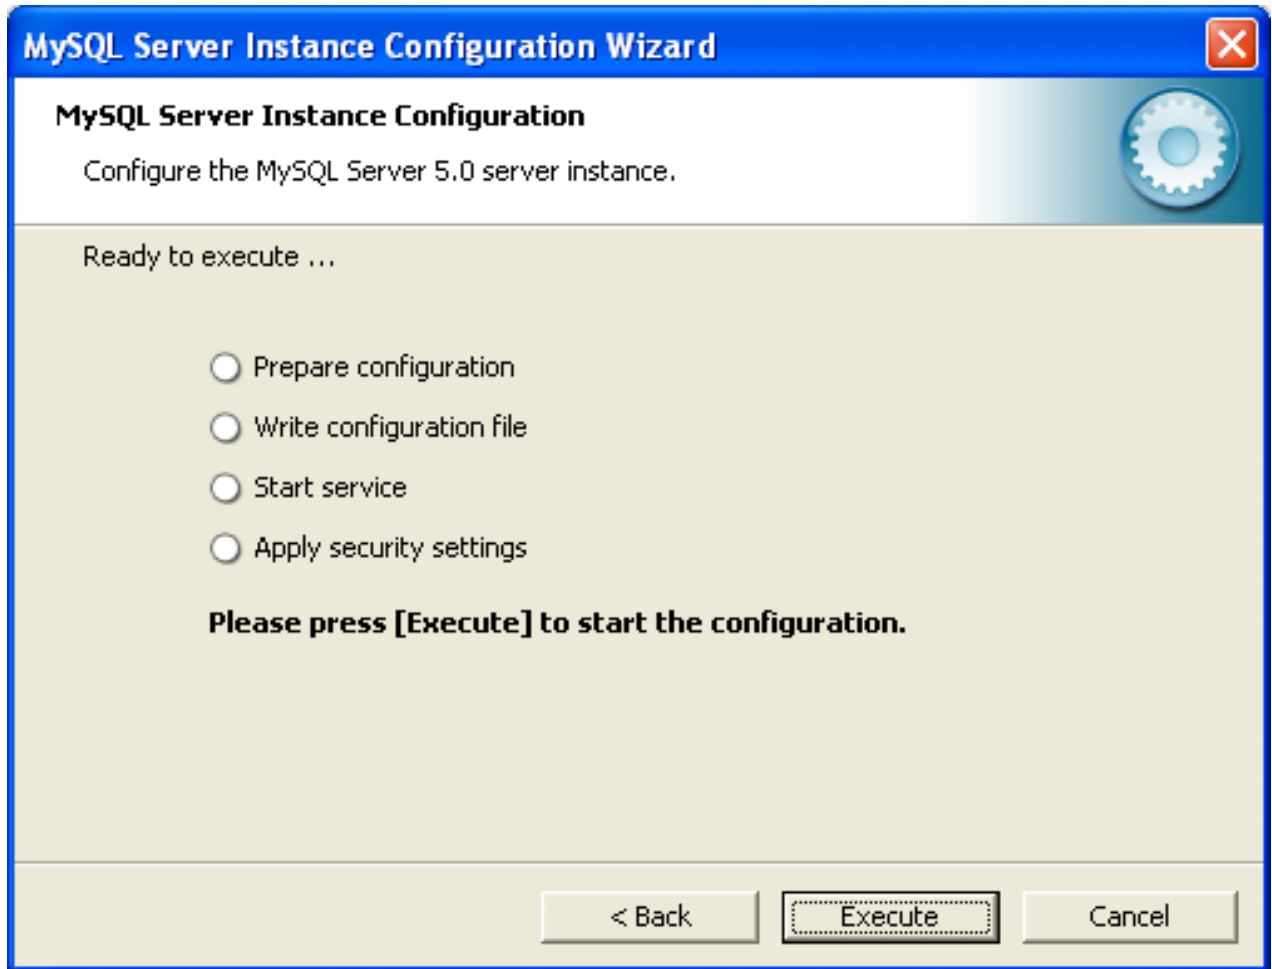 MySQL Server Instance Configuration Wizard
MySQL Server Instance Configuration
Configure the MySQL Server 5.0 server instance.
Ready to execute ...
Prepare configuration
Write configuration file
Start service
Apply security settings
Please press [Execute] to start the configuration.
< Back Execute Cancel